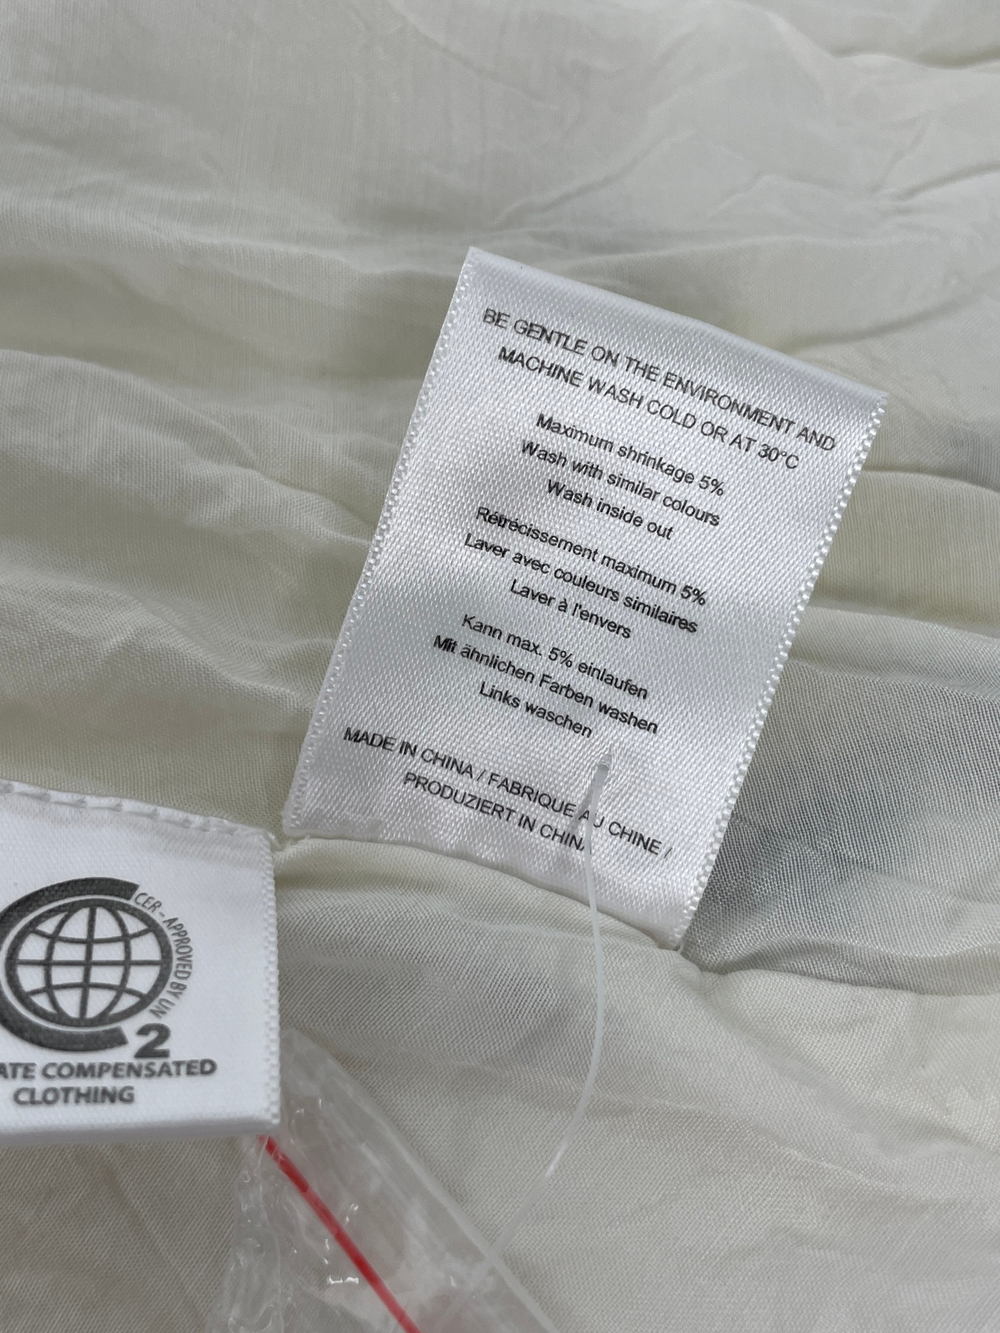 BE GENTLE ON THE ENVIRONMENT AND
MACHINE WASH COLD OR AT 30°C
Maximum shrinkage 5%
Wash with similar colours
Wash inside out
Rétrécissement maximum 5%
Laver avec couleurs similaires
Laver à l'envers
Kann max. 5% einlaufen
Mit ähnlichen Farben washen
Links waschen
MADE IN CHINA / FABRIQUE AU CHINE /
PRODUZIERT IN CHINA
CER - APPROVED BY UN
2
COMPENSATED
CLOTHING